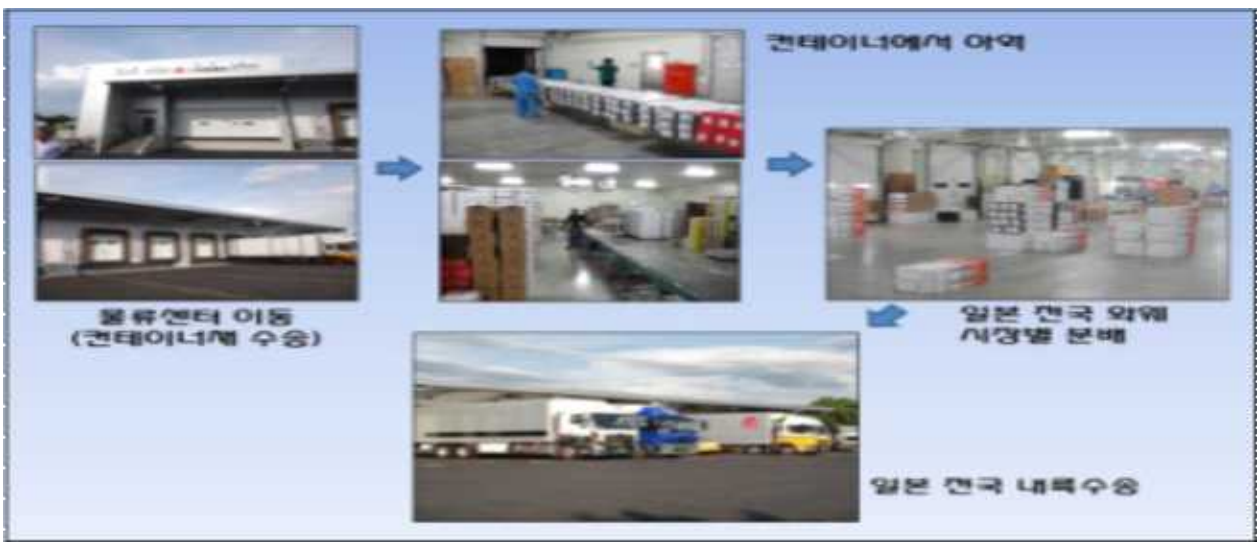 컨테이너에서 하역
물류센터 이동
(컨테이너채 수송)
일본 전국 화훼
시장별 분배
일본 전국 내륙수송